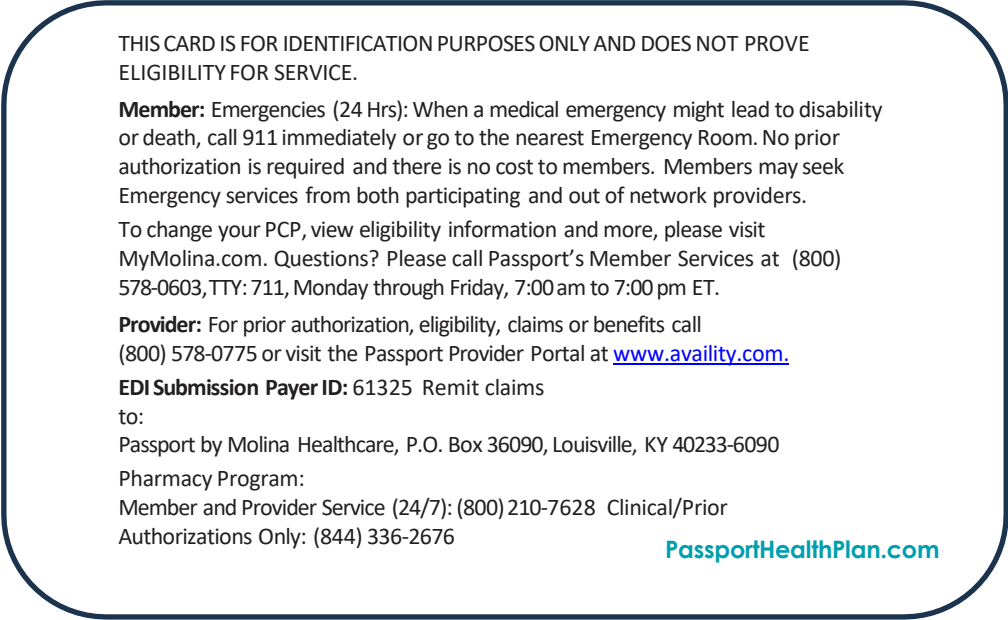 THIS CARD IS FOR IDENTIFICATION PURPOSES ONLY AND DOES NOT PROVE
ELIGIBILITY FOR SERVICE.
Member: Emergencies (24 Hrs): When a medical emergency might lead to disability
or death, call 911 immediately or go to the nearest Emergency Room. No prior
authorization is required and there is no cost to members. Members may seek
Emergency services from both participating and out of network providers.
To change your PCP, view eligibility information and more, please visit
MyMolina.com. Questions? Please call Passport’s Member Services at (800)
578-0603, TTY: 711, Monday through Friday, 7:00 am to 7:00 pm ET.
Provider: For prior authorization, eligibility, claims or benefits call
(800) 578-0775 or visit the Passport Provider Portal at www.availity.com.
EDI Submission Payer ID: 61325 Remit claims
to:
Passport by Molina Healthcare, P.O. Box 36090, Louisville, KY 40233-6090
Pharmacy Program:
Member and Provider Service (24/7): (800) 210-7628 Clinical/Prior
Authorizations Only: (844) 336-2676
PassportHealthPlan.com